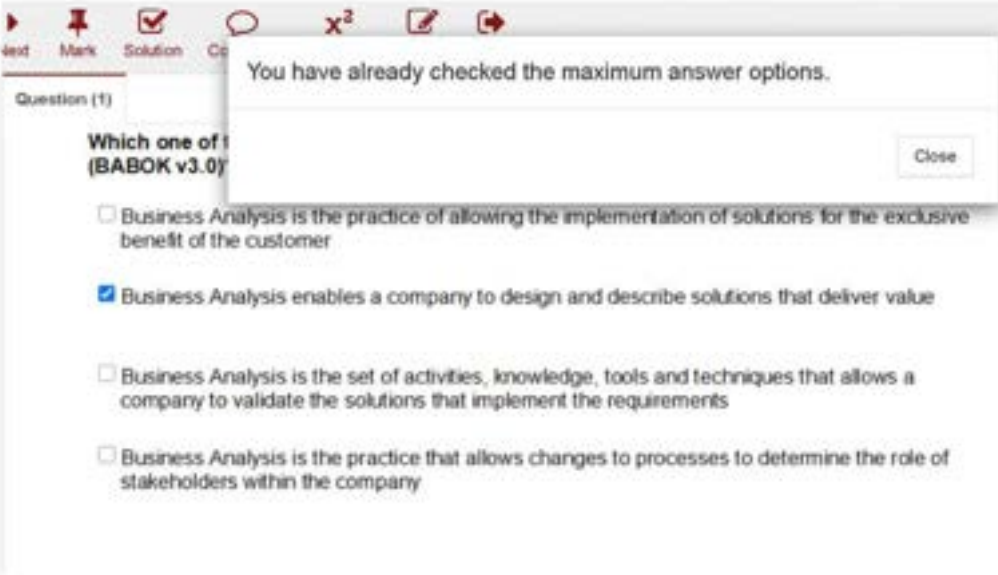 Next
Mark
Solution
Co
x²
You have already checked the maximum answer options.
Close
Question (1)
Which one of
(BABOK v3.0)
Business Analysis is the practice of allowing the implementation of solutions for the exclusive
benefit of the customer
Business Analysis enables a company to design and describe solutions that deliver value
Business Analysis is the set of activities, knowledge, tools and techniques that allows a
company to validate the solutions that implement the requirements
Business Analysis is the practice that allows changes to processes to determine the role of
stakeholders within the company